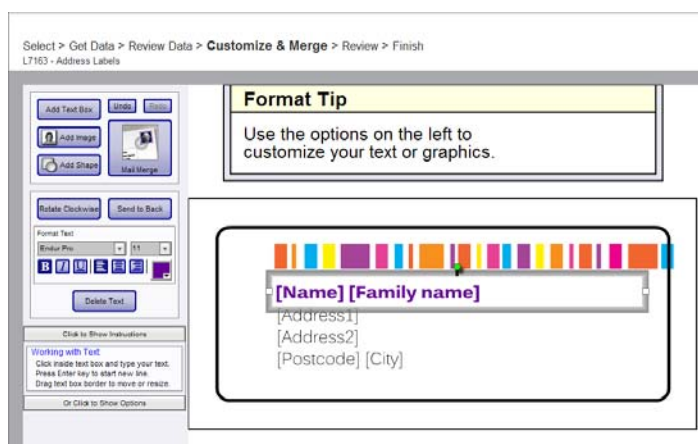 Select > Get Data > Review Data > Customize & Merge > Review > Finish
L7163 - Address Labels
Add Text Box
Undo
Redo
Add Image
Add Shape
Mail Merge
Rotate Clockwise
Send to Back
Format Text
Endur Pro
11
B I U
Delete Text
Click to Show Instructions
Working with Text
Click inside text box and type your text.
Press Enter key to start new line.
Drag text box border to move or resize.
Or Click to Show Options
Format Tip
Use the options on the left to
customize your text or graphics.
[Name] [Family name]
[Address1]
[Address2]
[Postcode] [City]